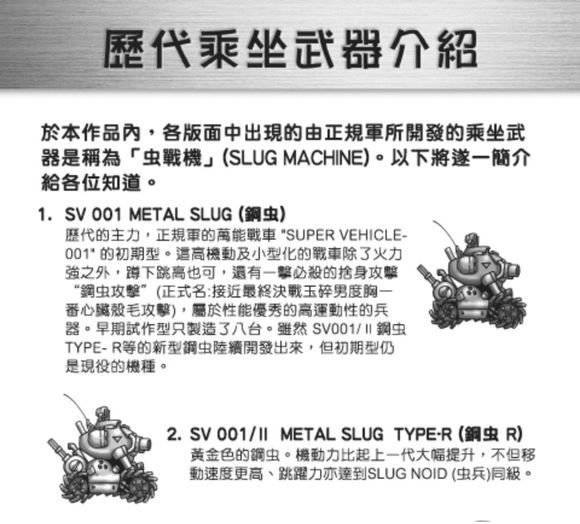 歷代乘坐武器介紹
於本作品內，各版面中出現的由正規軍所開發的乘坐武
器是稱為「虫戰機」(SLUG MACHINE)。以下將遂一簡介
給各位知道。
1. SV 001 METAL SLUG (鋼虫)
歷代的主力，正規軍的萬能戰車 "SUPER VEHICLE-
001" 的初期型。這高機動及小型化的戰車除了火力
強之外，蹲下跳高也可，還有一擊必殺的捨身攻擊
“鋼虫攻擊” (正式名:接近最終決戰玉碎男度胸一
番心臟殺毛攻擊)，屬於性能優秀的高運動性的兵
器。早期試作型只製造了八台。雖然 SV001/ II 鋼虫
TYPE- R等的新型鋼虫陸續開發出來，但初期型仍
是現役的機種。
2. SV 001/II METAL SLUG TYPE-R (鋼虫 R)
黃金色的鋼虫。機動力比起上一代大幅提升，不但移
動速度更高、跳躍力亦達到SLUG NOID (虫兵)同級。